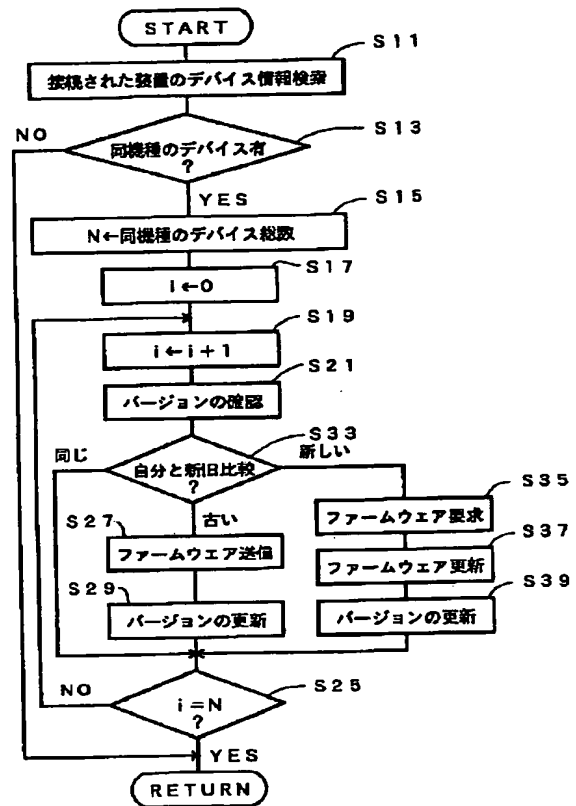 START
S11
接続された装置のデバイス情報検索
S13
NO
同機種のデバイス有
?
YES
S15
N←同機種のデバイス総数
S17
i←0
S19
i←i+1
S21
バージョンの確認
S33
同じ
新しい
自分と新旧比較
?
S35
S27
古い
ファームウェア要求
ファームウェア送信
S37
ファームウェア更新
S29
S39
バージョンの更新
バージョンの更新
NO
S25
i=N
?
YES
RETURN